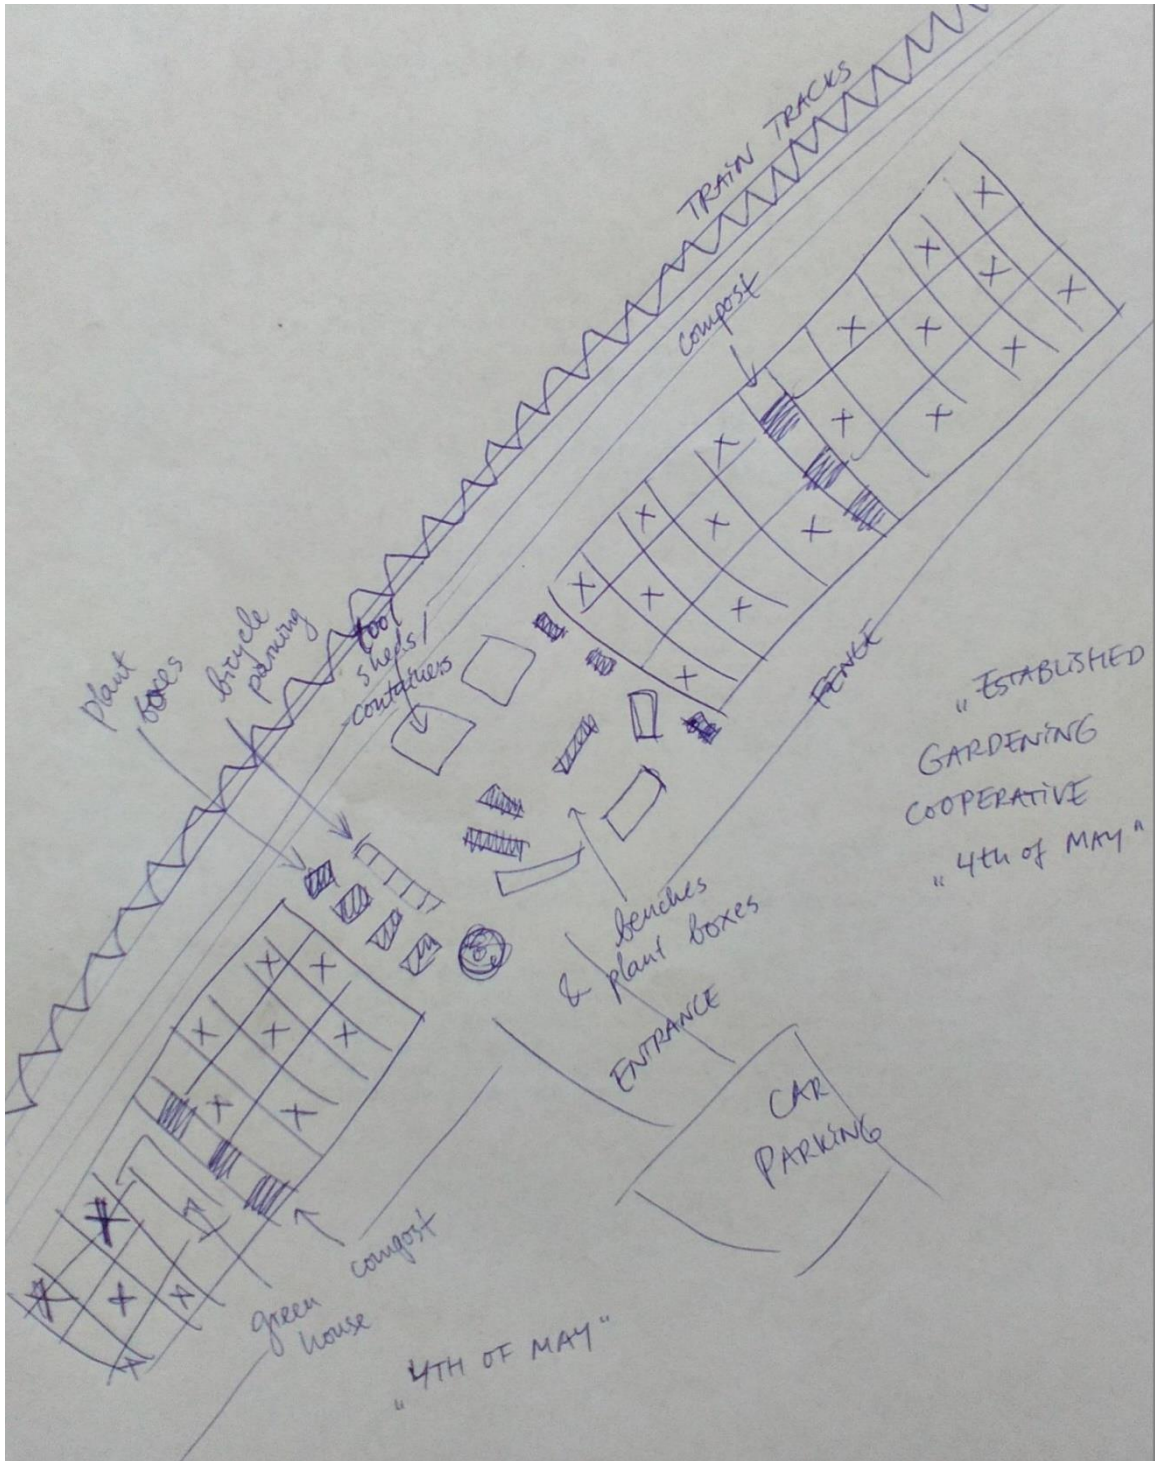 TRAIN TRACKS
compost
tool
sheds/
containers
bicycle
parking
plant
boxes
FENCE
"ESTABLISHED
GARDENING
COOPERATIVE
"4th of MAY"
benches
& plant boxes
ENTRANCE
CAR
PARKING
compost
green
house
"4TH OF MAY"